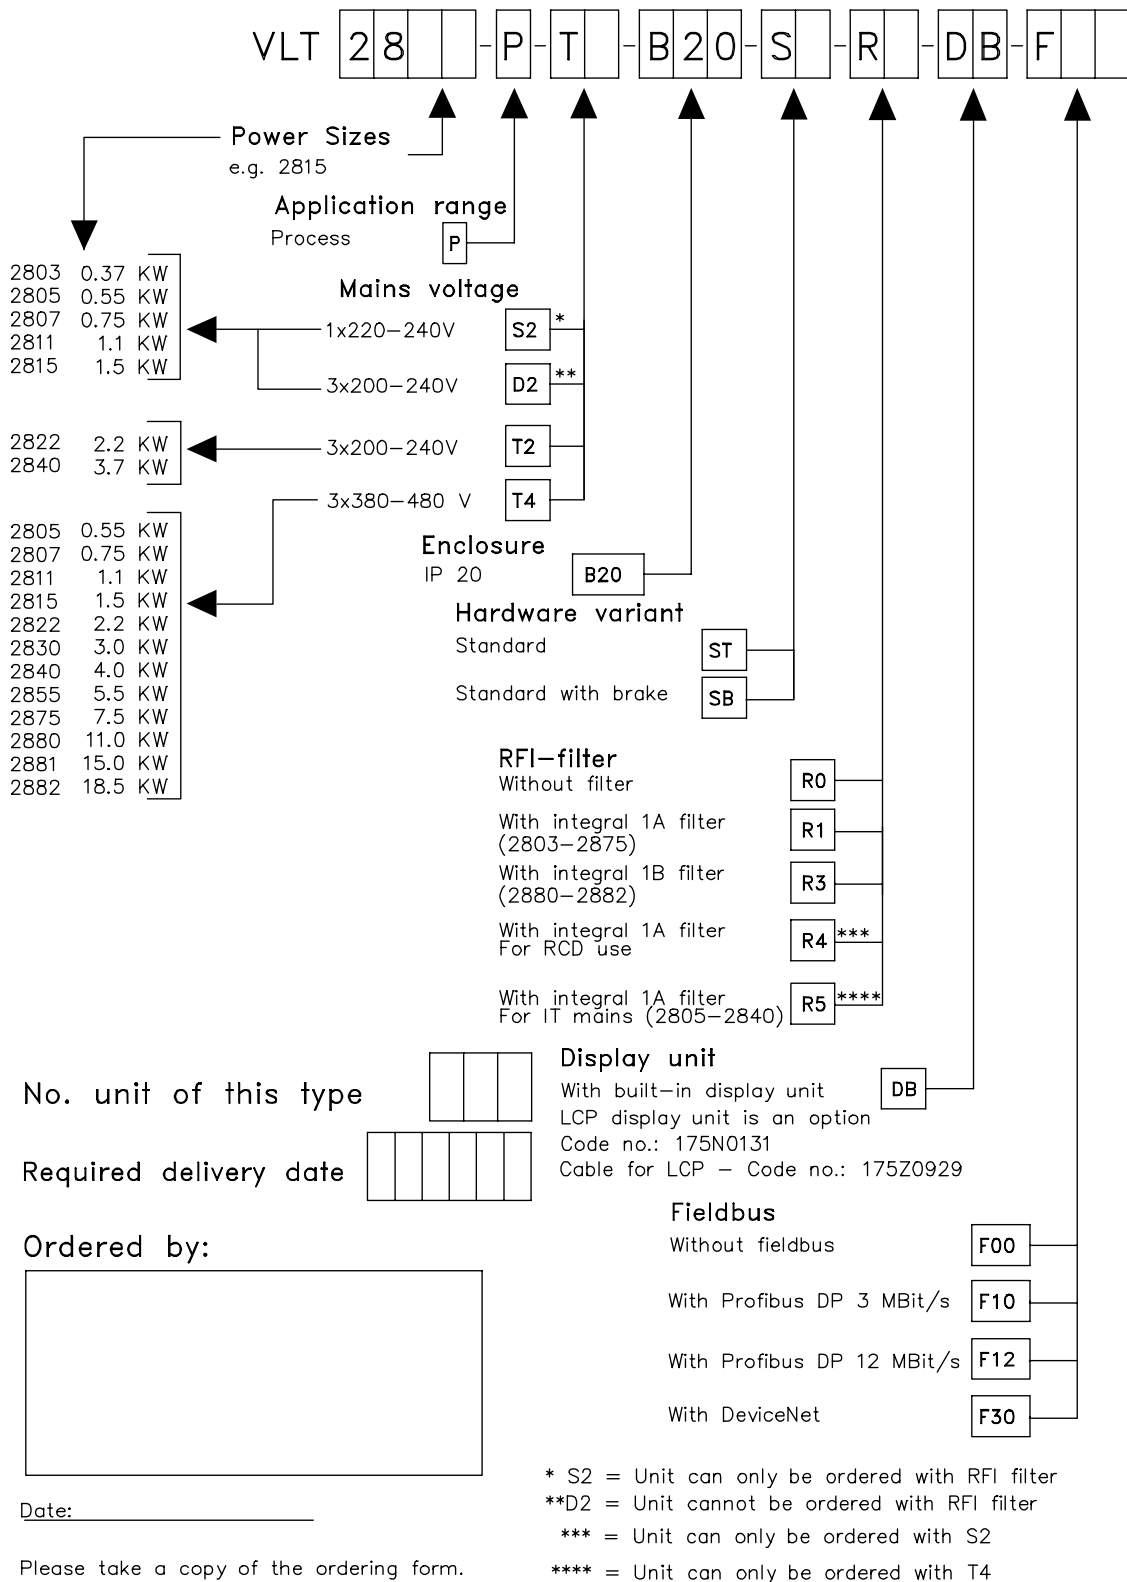 VLT 28 -P-T -B20-S -R -DB-F
Power Sizes
e.g. 2815
Application range
Process P
2803 0.37 KW
2805 0.55 KW
2807 0.75 KW
2811 1.1 KW
2815 1.5 KW
Mains voltage
1x220-240V S2 *
3x200-240V D2 **
2822 2.2 KW
2840 3.7 KW
3x200-240V T2
3x380-480 V T4
2805 0.55 KW
2807 0.75 KW
2811 1.1 KW
2815 1.5 KW
2822 2.2 KW
2830 3.0 KW
2840 4.0 KW
2855 5.5 KW
2875 7.5 KW
2880 11.0 KW
2881 15.0 KW
2882 18.5 KW
Enclosure
IP 20 B20
Hardware variant
Standard ST
Standard with brake SB
RFI-filter
Without filter R0
With integral 1A filter R1
(2803-2875)
With integral 1B filter R3
(2880-2882)
With integral 1A filter R4 ***
For RCD use
With integral 1A filter R5 ****
For IT mains (2805-2840)
Display unit
With built-in display unit DB
LCP display unit is an option
Code no.: 175N0131
Cable for LCP - Code no.: 175Z0929
No. unit of this type
Required delivery date
Ordered by:
Fieldbus
Without fieldbus F00
With Profibus DP 3 MBit/s F10
With Profibus DP 12 MBit/s F12
With DeviceNet F30
* S2 = Unit can only be ordered with RFI filter
**D2 = Unit cannot be ordered with RFI filter
*** = Unit can only be ordered with S2
**** = Unit can only be ordered with T4
Date:
Please take a copy of the ordering form.